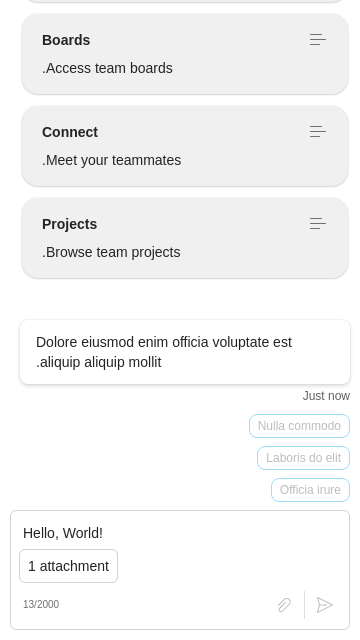 Boards
.Access team boards
Connect
.Meet your teammates
Projects
.Browse team projects
Dolore eiusmod enim officia voluptate est
.aliquip aliquip mollit
Just now
Nulla commodo
Laboris do elit
Officia irure
Hello, World!
1 attachment
13/2000